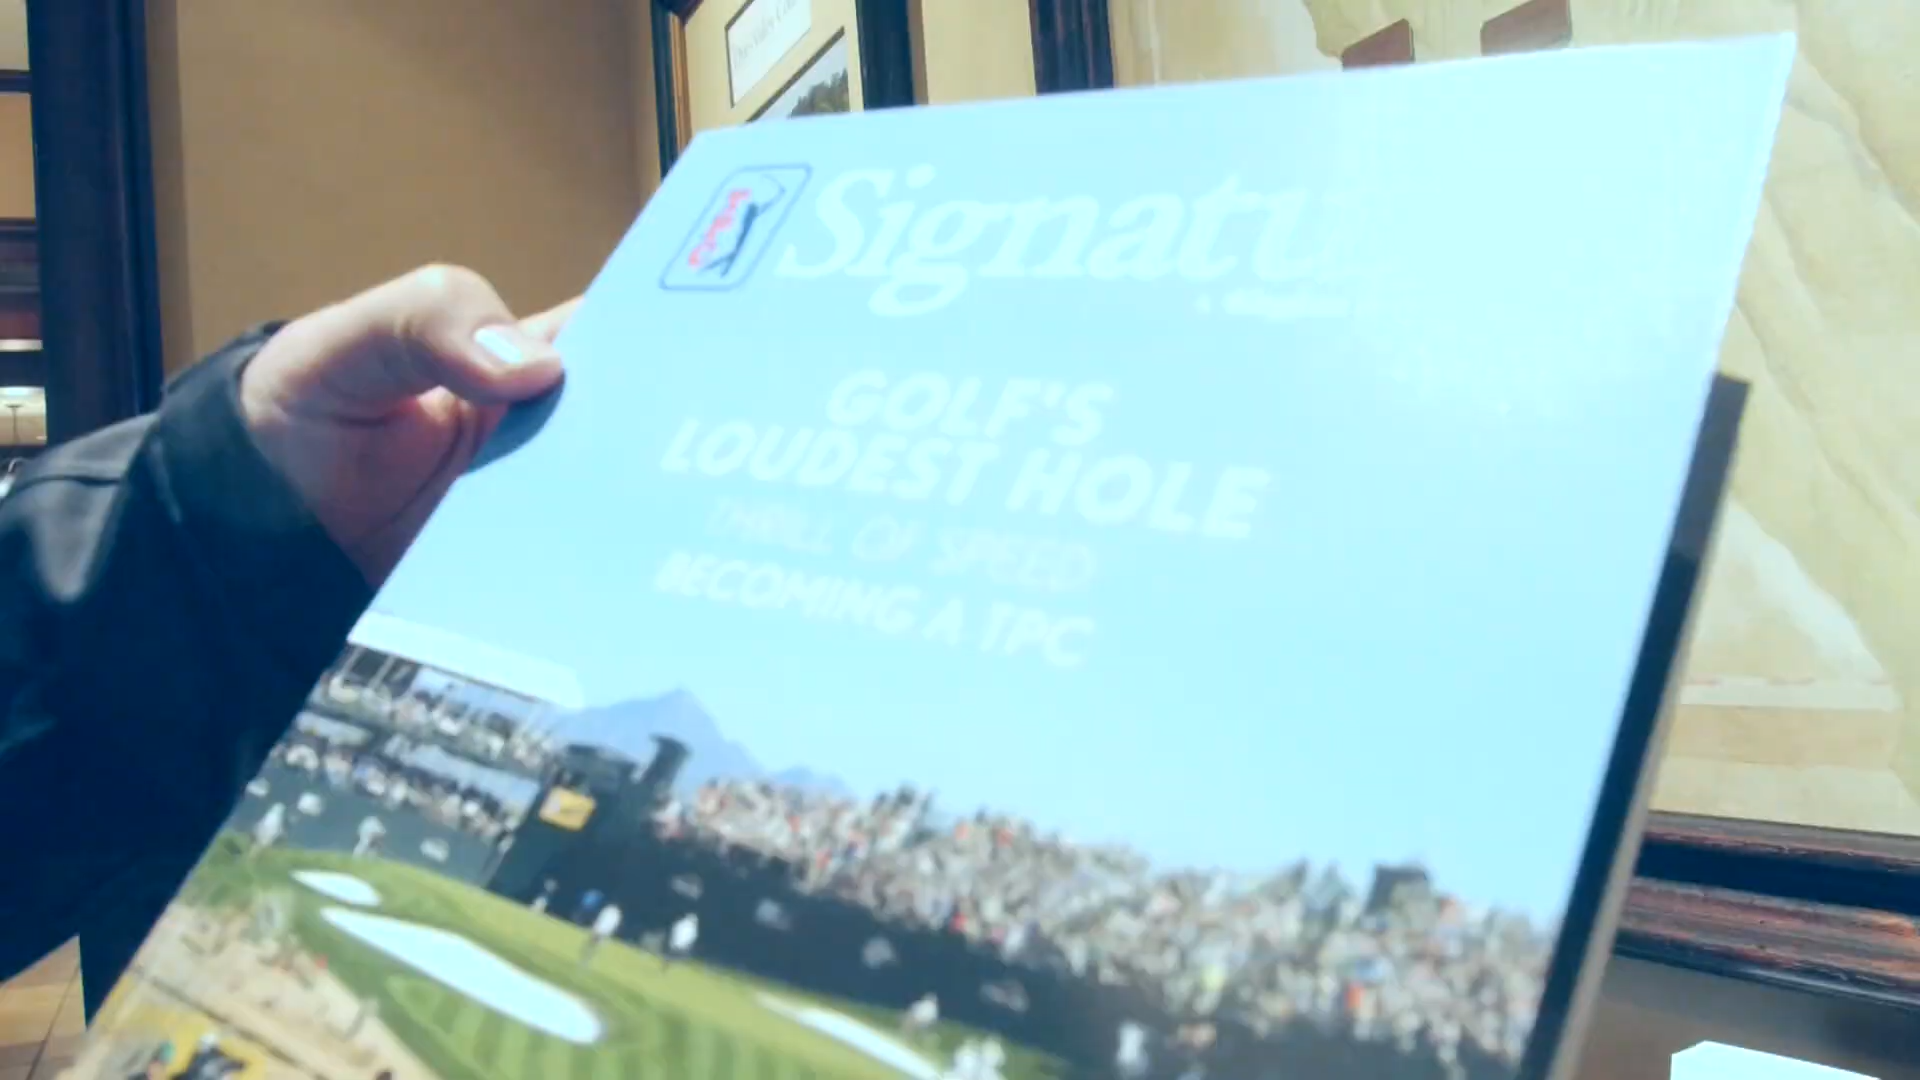 Signatu
GOLF'S
LOUDEST HOLE
THRILL OF SPEED
BECOMING A TPC